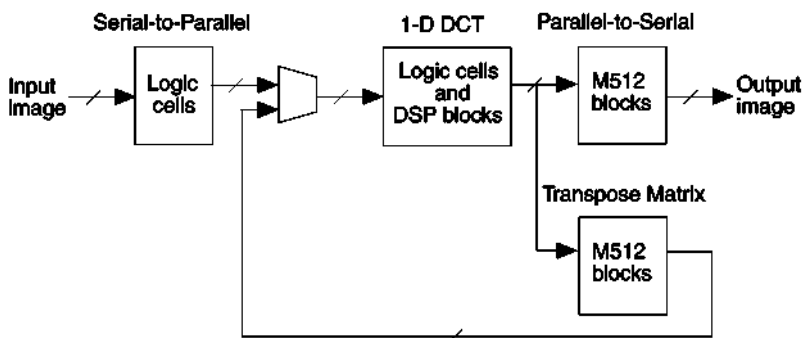 Serial-to-Parallel
1-D DCT
Parallel-to-Serial
Input
Image
Logic
cells
Logic cells
and
DSP blocks
M512
blocks
Output
image
Transpose Matrix
M512
blocks